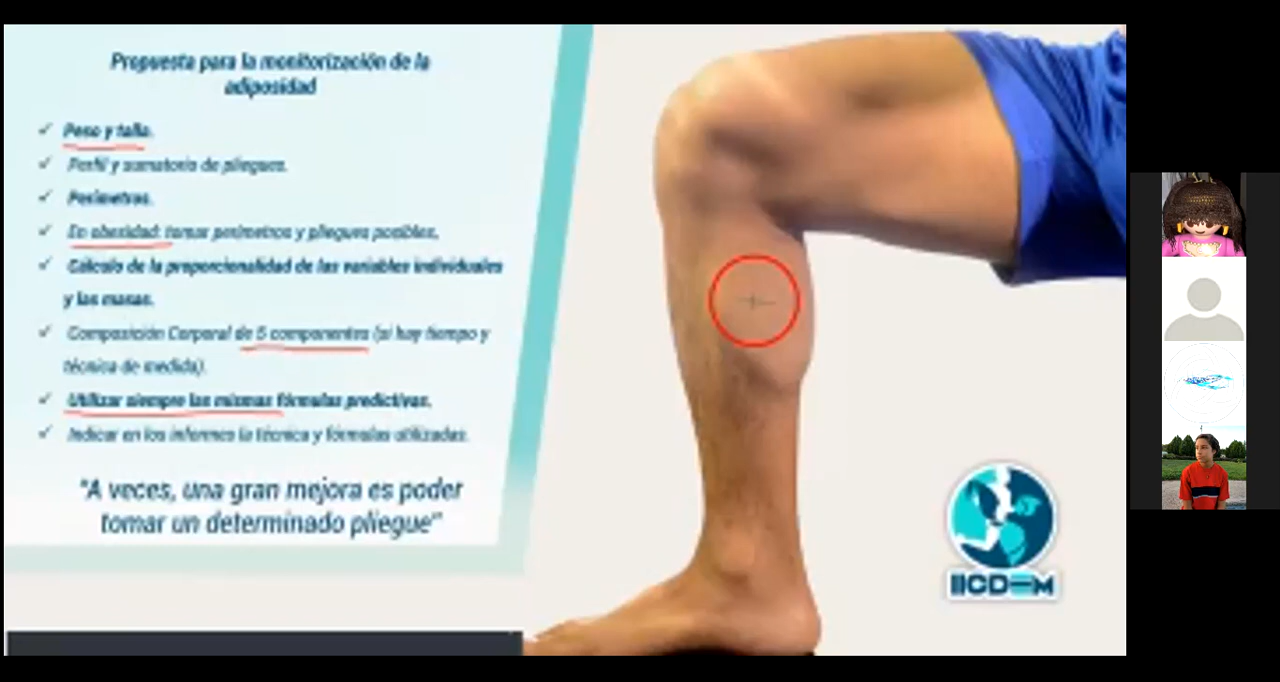 Propuesta para la monitorización de la
adiposidad
Peso y talla.
Perfil y sumatorio de pliegues.
Perímetros.
En obesidad: tomar perímetros y pliegues posibles.
Cálculo de la proporcionalidad de las variables individuales
y las masas.
Composición Corporal de 5 componentes (si hay tiempo y
técnica de medida).
Utilizar siempre las mismas fórmulas predictivas.
Indicar en los informes la técnica y fórmulas utilizadas.
"A veces, una gran mejora es poder
tomar un determinado pliegue"